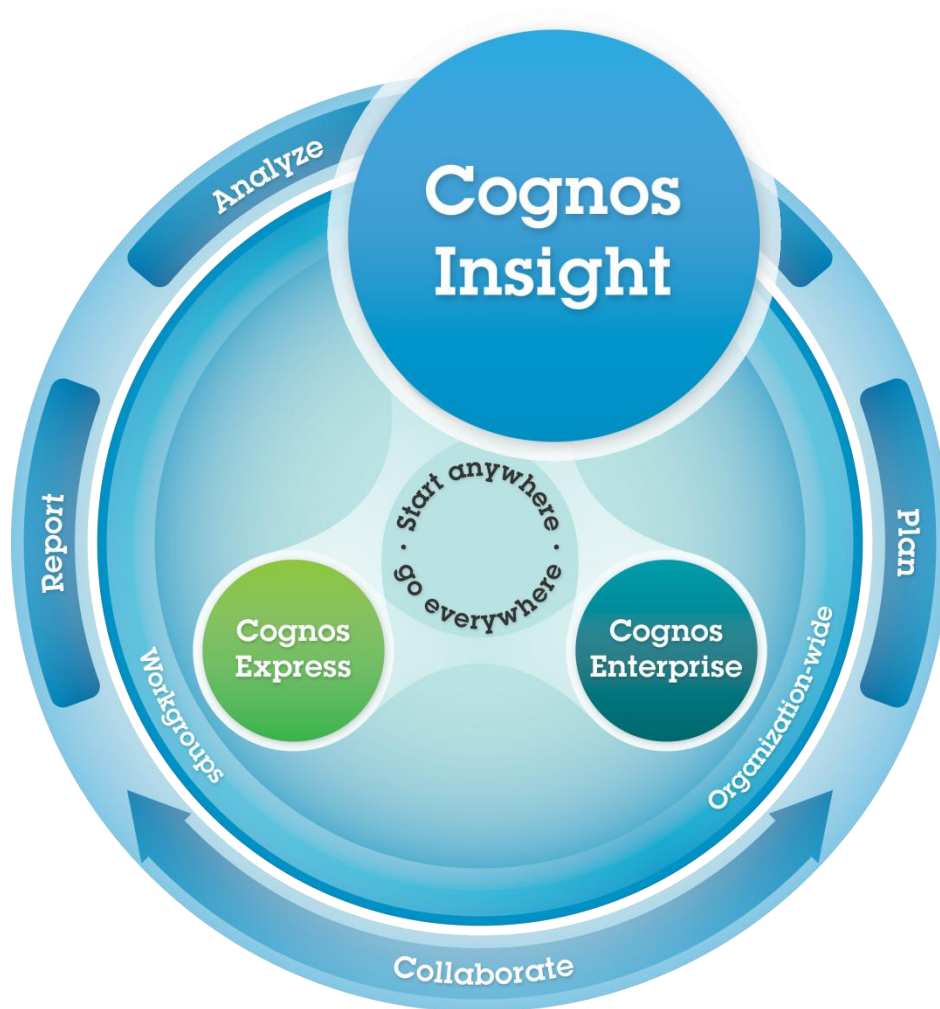 Analyze
Cognos
Insight
Report
Plan
· Start anywhere ·
go everywhere
Cognos
Express
Cognos
Enterprise
Workgroups
Organization-wide
Collaborate